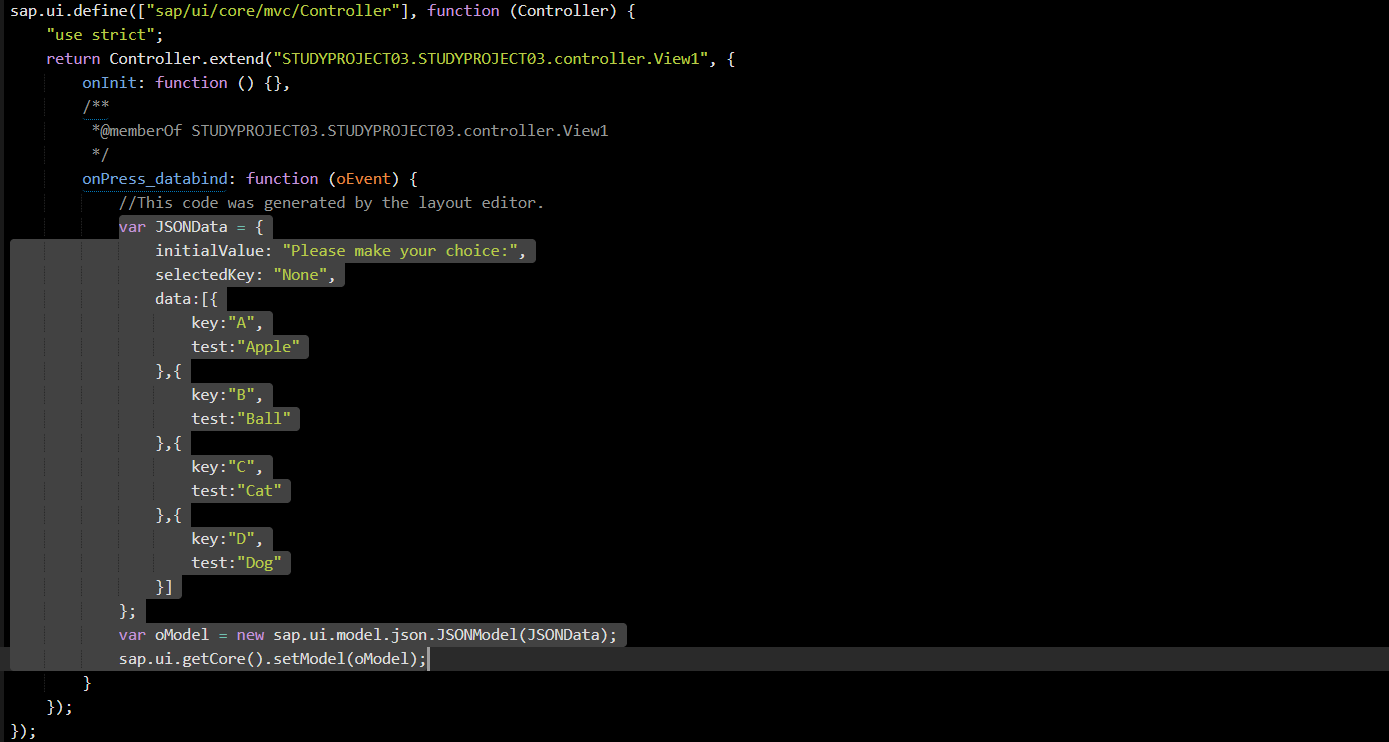 sap.ui.define(["sap/ui/core/mvc/Controller"], function (Controller) {
    "use strict";
    return Controller.extend("STUDYPROJECT03.STUDYPROJECT03.controller.View1", {
        onInit: function () {},
        /**
         *@memberOf STUDYPROJECT03.STUDYPROJECT03.controller.View1
         */
        onPress_databind: function (oEvent) {
            //This code was generated by the layout editor.
            var JSONData = {
                initialValue: "Please make your choice:",
                selectedKey: "None",
                data:[{
                    key:"A",
                    test:"Apple"
                },{
                    key:"B",
                    test:"Ball"
                },{
                    key:"C",
                    test:"Cat"
                },{
                    key:"D",
                    test:"Dog"
                }]
            };
            var oModel = new sap.ui.model.json.JSONModel(JSONData);
            sap.ui.getCore().setModel(oModel);
        }
    });
});